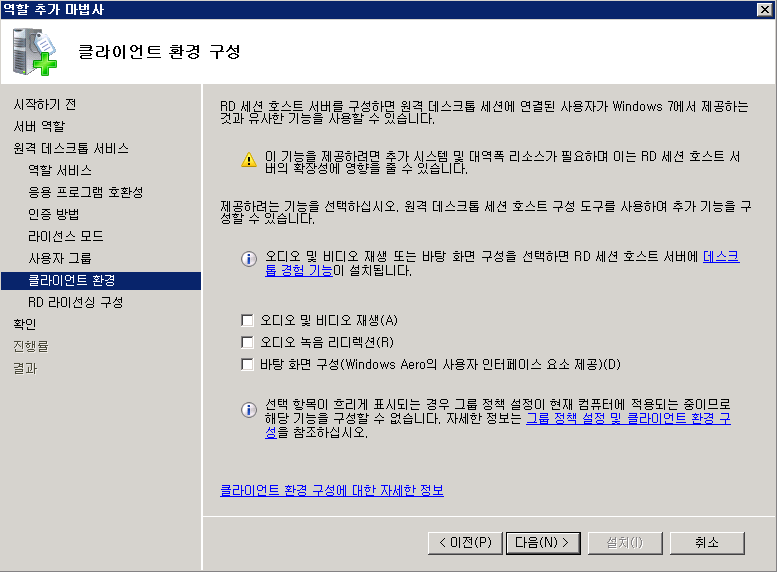 역할 추가 마법사
클라이언트 환경 구성
시작하기 전
서버 역할
원격 데스크톱 서비스
역할 서비스
응용 프로그램 호환성
인증 방법
라이선스 모드
사용자 그룹
클라이언트 환경
RD 라이선싱 구성
확인
진행률
결과
RD 세션 호스트 서버를 구성하면 원격 데스크톱 세션에 연결된 사용자가 Windows 7에서 제공하는
것과 유사한 기능을 사용할 수 있습니다.
이 기능을 제공하려면 추가 시스템 및 대역폭 리소스가 필요하며 이는 RD 세션 호스트 서
버의 확장성에 영향을 줄 수 있습니다.
제공하려는 기능을 선택하십시오. 원격 데스크톱 세션 호스트 구성 도구를 사용하여 추가 기능을 구
성할 수 있습니다.
오디오 및 비디오 재생 또는 바탕 화면 구성을 선택하면 RD 세션 호스트 서버에 데스크
톱 경험 기능이 설치됩니다.
오디오 및 비디오 재생(A)
오디오 녹음 리디렉션(R)
바탕 화면 구성(Windows Aero의 사용자 인터페이스 요소 제공)(D)
선택 항목이 흐리게 표시되는 경우 그룹 정책 설정이 현재 컴퓨터에 적용되는 중이므로
해당 기능을 구성할 수 없습니다. 자세한 정보는 그룹 정책 설정 및 클라이언트 환경 구
성을 참조하십시오.
클라이언트 환경 구성에 대한 자세한 정보
< 이전(P) 다음(N) > 설치(I) 취소